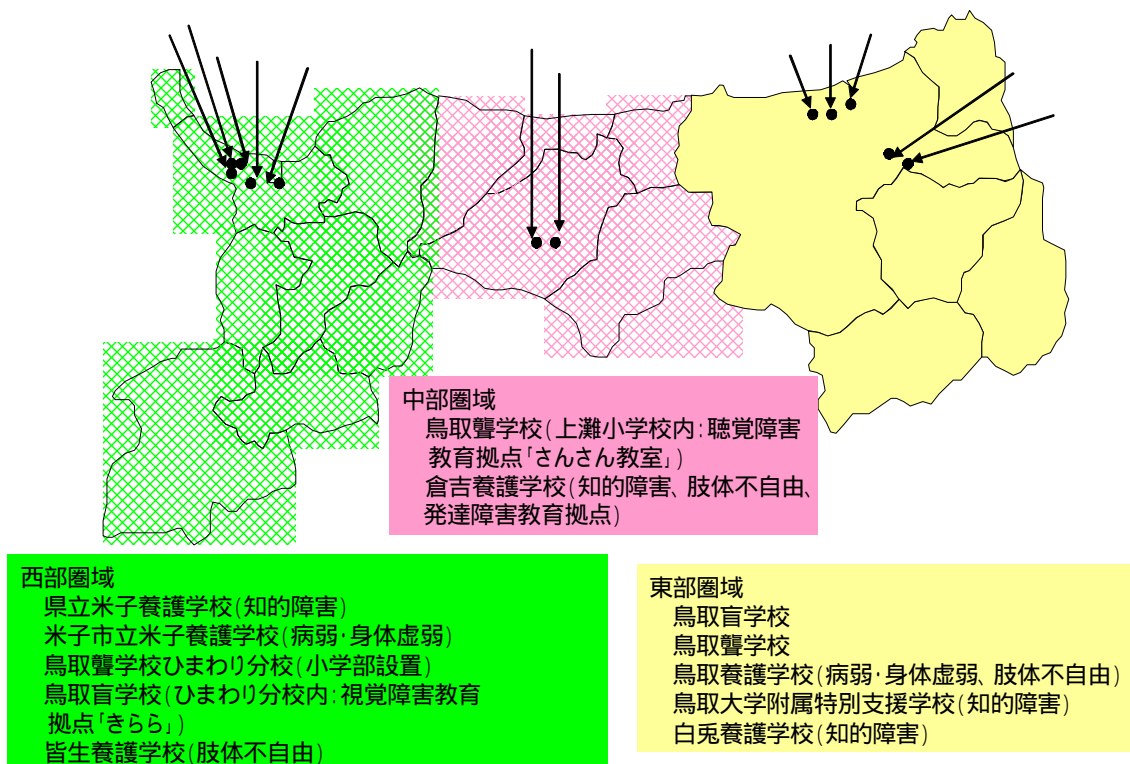 中部圏域
鳥取聾学校(上灘小学校内:聴覚障害
教育拠点「さんさん教室」)
倉吉養護学校(知的障害、肢体不自由、
発達障害教育拠点)
西部圏域
県立米子養護学校(知的障害)
米子市立米子養護学校(病弱・身体虚弱)
鳥取聾学校ひまわり分校(小学部設置)
鳥取盲学校(ひまわり分校内:視覚障害教育
拠点「きらら」)
皆生養護学校(肢体不自由)
東部圏域
鳥取盲学校
鳥取聾学校
鳥取養護学校(病弱・身体虚弱、肢体不自由)
鳥取大学附属特別支援学校(知的障害)
白兎養護学校(知的障害)